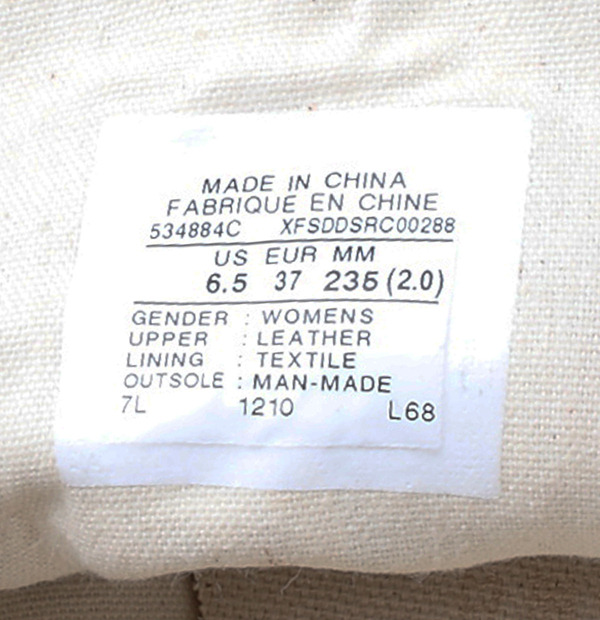 MADE IN CHINA
FABRIQUE EN CHINE
534884C XFSDDSRC00288
US EUR MM
6.5 37 235 (2.0)
GENDER : WOMENS
UPPER : LEATHER
LINING : TEXTILE
OUTSOLE : MAN-MADE
7L 1210 L68